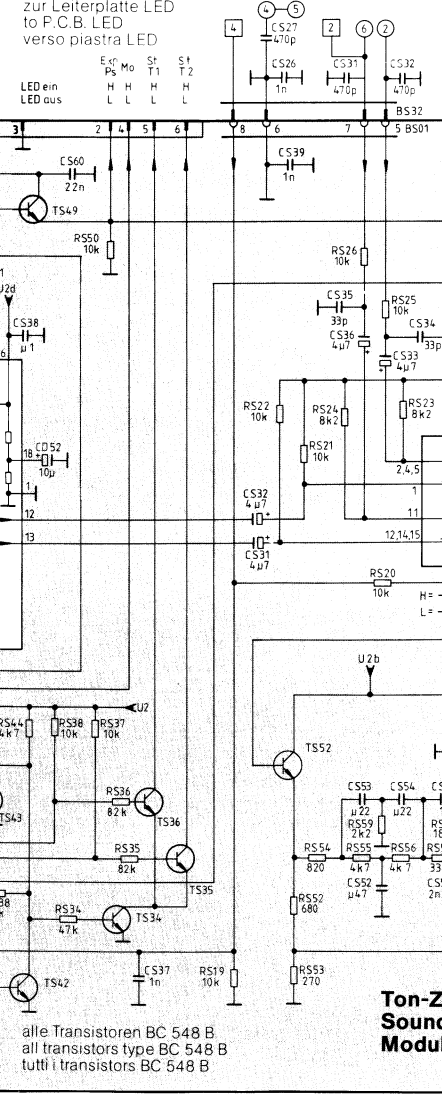 zur Leiterplatte LED
to P.C.B. LED
verso piastra LED
4
4 5
CS27
470p
2
6 2
Exp Mo St St
Ps T1 T2
LED ein H H H H
LED aus L L L L
CS26
1n
CS31
470p
CS32
470p
BS32
3 2 4 5 6 8 6 7 5 BS01
CS60
22n
CS39
1n
TS49
RS50
10k
RS26
10k
CS35
33p
RS25
10k
CS38
µ1
CS36
4µ7
CS34
33p
CS33
4µ7
RS22
10k
RS24
8k2
RS23
8k2
RS21
10k
18
CD52
10µ
2,4,5
1
1
CS32
4µ7
12
11
13
12,14,15
CS31
4µ7
RS20
10k
H= -
L= -
U2b
U2
RS44
4k7
RS38
10k
RS37
10k
TS52
RS36
82k
TS36
TS43
CS53
µ22
CS54
µ22
RS59
2k2
RS35
82k
TS35
RS54
820
RS55
4k7
RS56
4k7
CS52
µ47
RS34
47k
TS34
RS52
680
CS37
1n
RS19
10k
RS53
270
TS42
Ton-Z
Sound
Modul
alle Transistoren BC 548 B
all transistors type BC 548 B
tutti i transistors BC 548 B